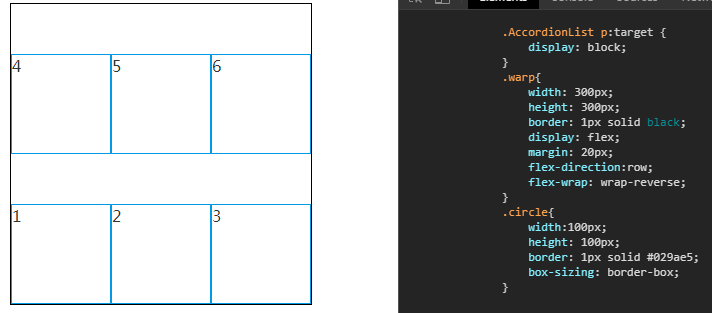 4 5 6
1 2 3
.AccordionList p:target {
display: block;
}
.warp{
width: 300px;
height: 300px;
border: 1px solid black;
display: flex;
margin: 20px;
flex-direction:row;
flex-wrap: wrap-reverse;
}
.circle{
width:100px;
height: 100px;
border: 1px solid #029ae5;
box-sizing: border-box;
}